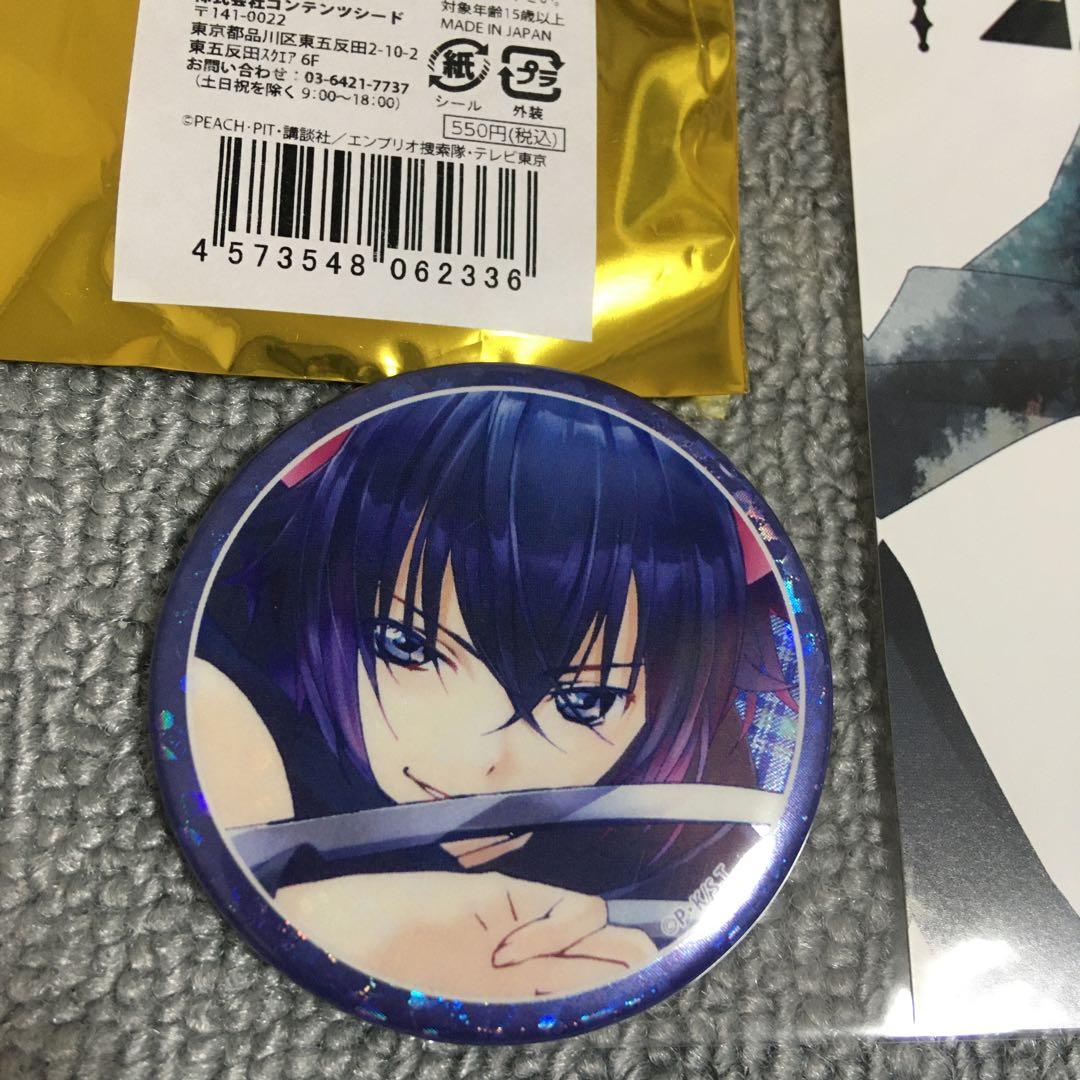 対象年齢15歳以上
MADE IN JAPAN
株式会社コンテンツシード
〒141-0022
東京都品川区東五反田2-10-2
東五反田スクエア 6F
お問い合わせ：03-6421-7737
（土日祝を除く 9:00〜18:00）
紙
プラ
シール
外装
550円(税込)
©PEACH・PIT・講談社／エンブリオ捜索隊・テレビ東京
4 573548 062336
©P・K/S・T